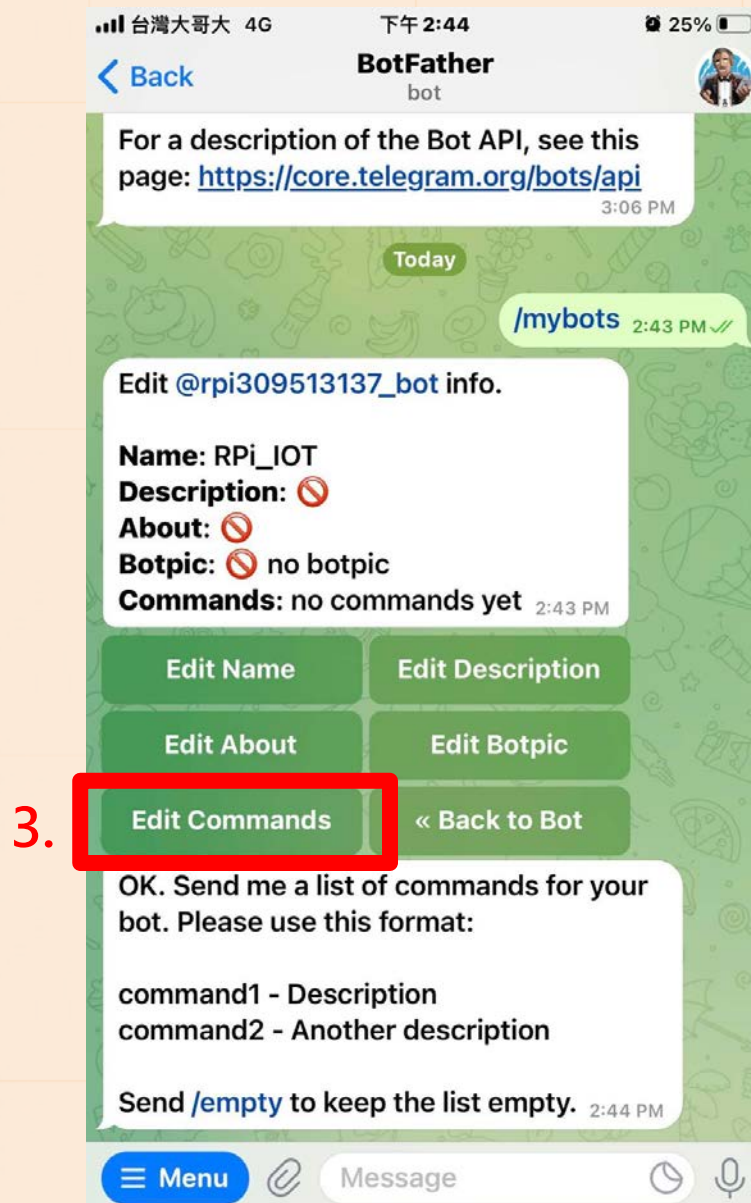 台灣大哥大 4G 下午2:44 25%
Back BotFather
bot
For a description of the Bot API, see this
page: https://core.telegram.org/bots/api
3:06 PM
Today
/mybots 2:43 PM
Edit @rpi309513137_bot info.
Name: RPi_IOT
Description: 🚫
About: 🚫
Botpic: 🚫 no botpic
Commands: no commands yet 2:43 PM
Edit Name Edit Description
Edit About Edit Botpic
3. Edit Commands « Back to Bot
OK. Send me a list of commands for your
bot. Please use this format:
command1 - Description
command2 - Another description
Send /empty to keep the list empty. 2:44 PM
Menu Message